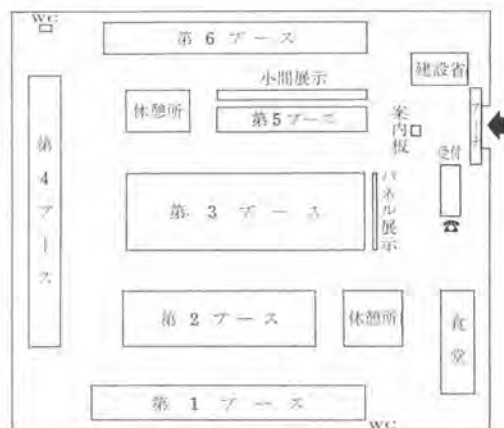 WC
第6ブース
建設省
小間展示
休憩所
第5ブース
案内板
アーチ
受付
☎
第4ブース
第3ブース
パネル展示
第2ブース
休憩所
食堂
第1ブース
WC